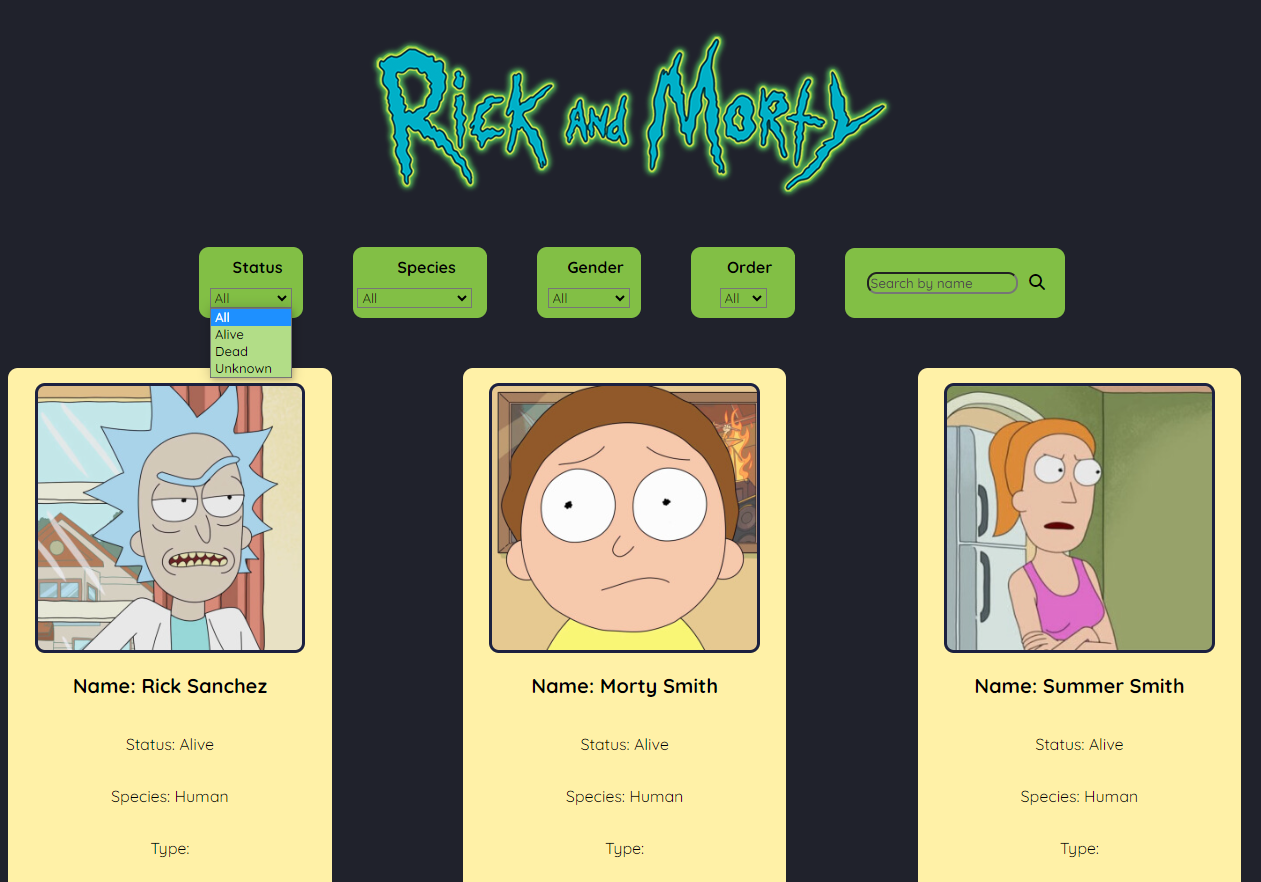 Rick and Morty
Status Species Gender Order
All All All All Search by name
All
Alive
Dead
Unknown
Name: Rick Sanchez Name: Morty Smith Name: Summer Smith
Status: Alive Status: Alive Status: Alive
Species: Human Species: Human Species: Human
Type: Type: Type: